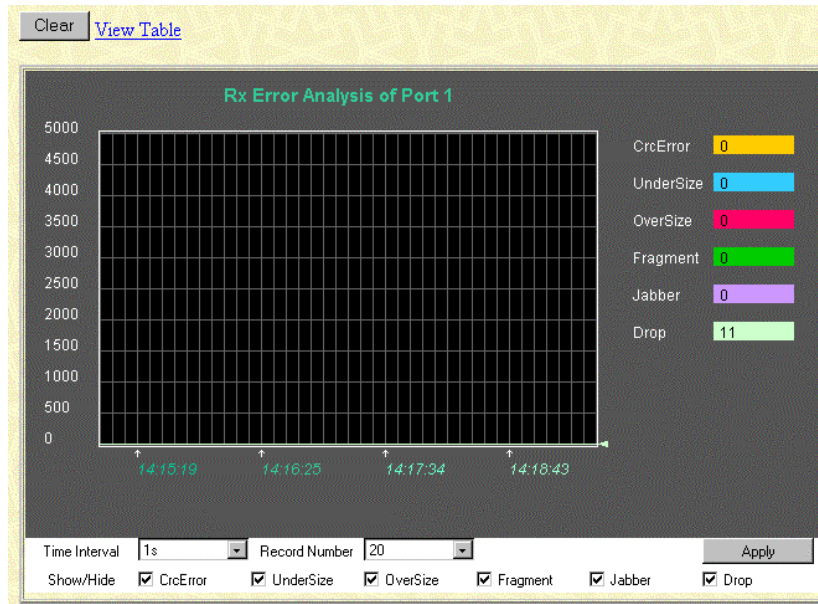 Clear View Table
Rx Error Analysis of Port 1
5000
4500
4000
3500
3000
2500
2000
1500
1000
500
0
14:15:19 14:16:25 14:17:34 14:18:43
CrcError 0
UnderSize 0
OverSize 0
Fragment 0
Jabber 0
Drop 11
Time Interval 1s Record Number 20 Apply
Show/Hide CrcError UnderSize OverSize Fragment Jabber Drop